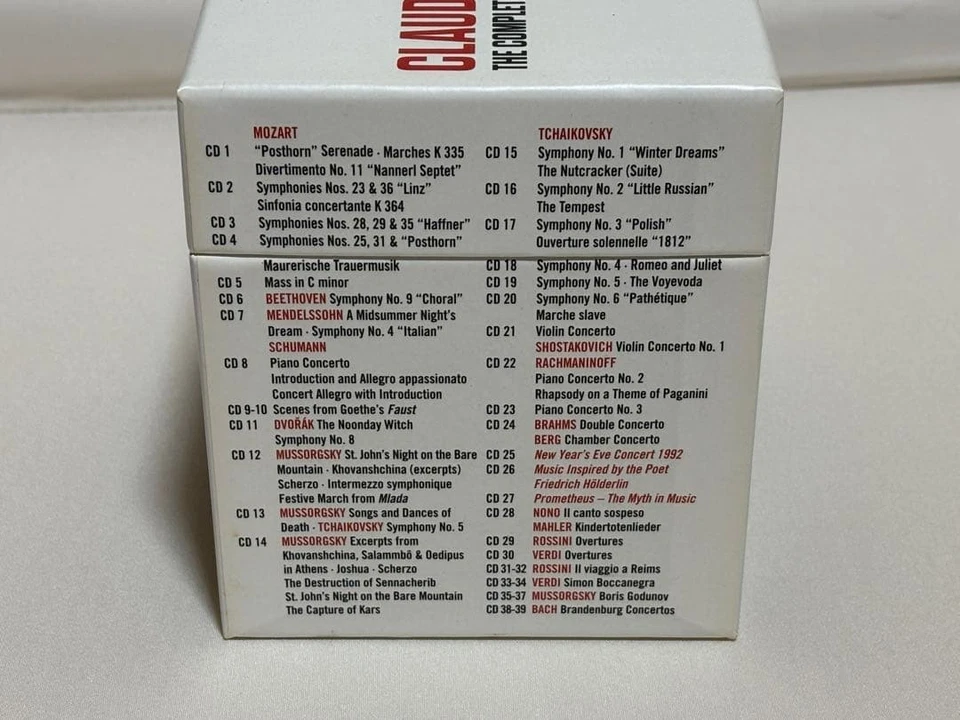 CLAUD
THE COMPLET
MOZART
CD 1 "Posthorn" Serenade · Marches K 335
Divertimento No. 11 "Nannerl Septet"
CD 2 Symphonies Nos. 23 & 36 "Linz"
Sinfonia concertante K 364
CD 3 Symphonies Nos. 28, 29 & 35 "Haffner"
CD 4 Symphonies Nos. 25, 31 & "Posthorn"
Maurerische Trauermusik
CD 5 Mass in C minor
CD 6 BEETHOVEN Symphony No. 9 "Choral"
CD 7 MENDELSSOHN A Midsummer Night's
Dream · Symphony No. 4 "Italian"
SCHUMANN
CD 8 Piano Concerto
Introduction and Allegro appassionato
Concert Allegro with Introduction
CD 9-10 Scenes from Goethe's Faust
CD 11 DVOŘÁK The Noonday Witch
Symphony No. 8
CD 12 MUSSORGSKY St. John's Night on the Bare
Mountain · Khovanshchina (excerpts)
Scherzo · Intermezzo symphonique
Festive March from Mlada
CD 13 MUSSORGSKY Songs and Dances of
Death · TCHAIKOVSKY Symphony No. 5
CD 14 MUSSORGSKY Excerpts from
Khovanshchina, Salammbô & Oedipus
in Athens · Joshua · Scherzo
The Destruction of Sennacherib
St. John's Night on the Bare Mountain
The Capture of Kars
TCHAIKOVSKY
CD 15 Symphony No. 1 "Winter Dreams"
The Nutcracker (Suite)
CD 16 Symphony No. 2 "Little Russian"
The Tempest
CD 17 Symphony No. 3 "Polish"
Ouverture solennelle "1812"
CD 18 Symphony No. 4 · Romeo and Juliet
CD 19 Symphony No. 5 · The Voyevoda
CD 20 Symphony No. 6 "Pathétique"
Marche slave
CD 21 Violin Concerto
SHOSTAKOVICH Violin Concerto No. 1
CD 22 RACHMANINOFF
Piano Concerto No. 2
Rhapsody on a Theme of Paganini
CD 23 Piano Concerto No. 3
CD 24 BRAHMS Double Concerto
BERG Chamber Concerto
CD 25 New Year's Eve Concert 1992
CD 26 Music Inspired by the Poet
Friedrich Hölderlin
CD 27 Prometheus – The Myth in Music
CD 28 NONO Il canto sospeso
MAHLER Kindertotenlieder
CD 29 ROSSINI Overtures
CD 30 VERDI Overtures
CD 31-32 ROSSINI Il viaggio a Reims
CD 33-34 VERDI Simon Boccanegra
CD 35-37 MUSSORGSKY Boris Godunov
CD 38-39 BACH Brandenburg Concertos